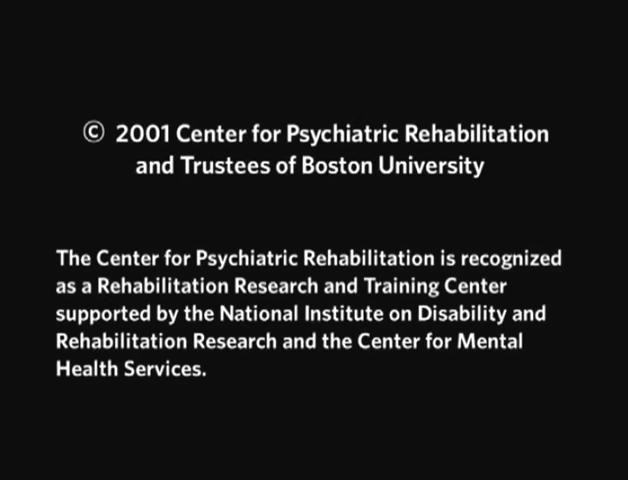 © 2001 Center for Psychiatric Rehabilitation
and Trustees of Boston University
The Center for Psychiatric Rehabilitation is recognized
as a Rehabilitation Research and Training Center
supported by the National Institute on Disability and
Rehabilitation Research and the Center for Mental
Health Services.